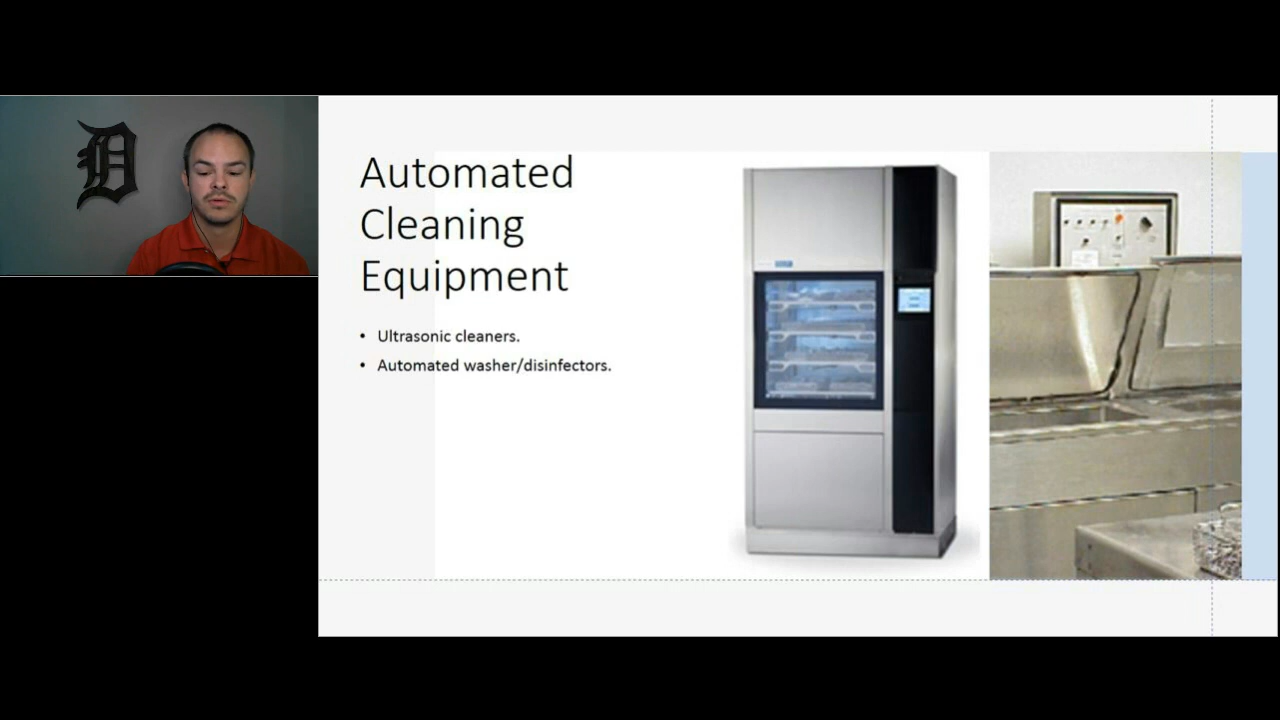 D
Automated
Cleaning
Equipment
• Ultrasonic cleaners.
• Automated washer/disinfectors.